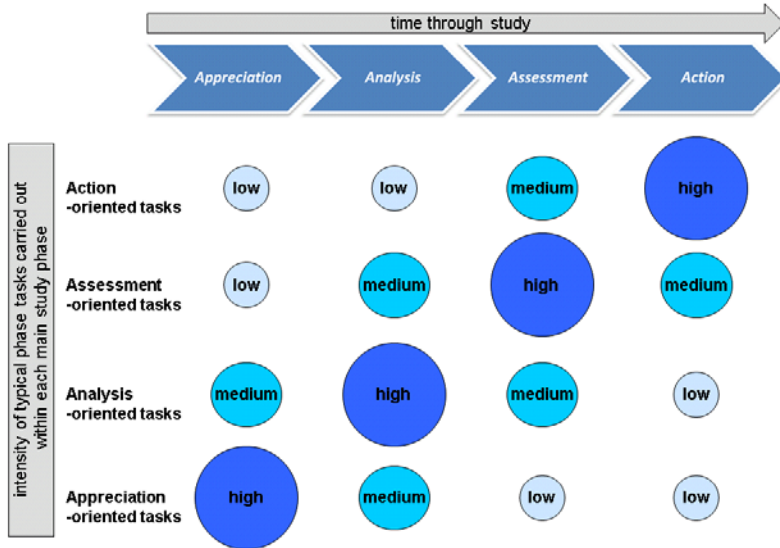 time through study
Appreciation Analysis Assessment Action
intensity of typical phase tasks carried out
within each main study phase
Action
-oriented tasks
low low medium high
Assessment
-oriented tasks
low medium high medium
Analysis
-oriented tasks
medium high medium low
Appreciation
-oriented tasks
high medium low low